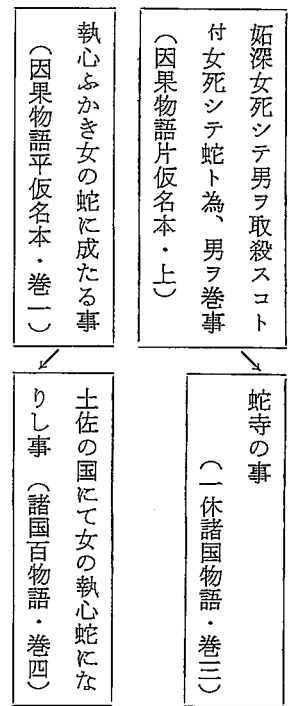 妬深女死シテ男ヲ取殺スコト
付女死シテ蛇ト為、男ヲ巻事
（因果物語片仮名本・上）
蛇寺の事
（一休諸国物語・巻三）
執心ふかき女の蛇に成たる事
（因果物語平仮名本・巻一）
土佐の国にて女の執心蛇にな
りし事　（諸国百物語・巻四）